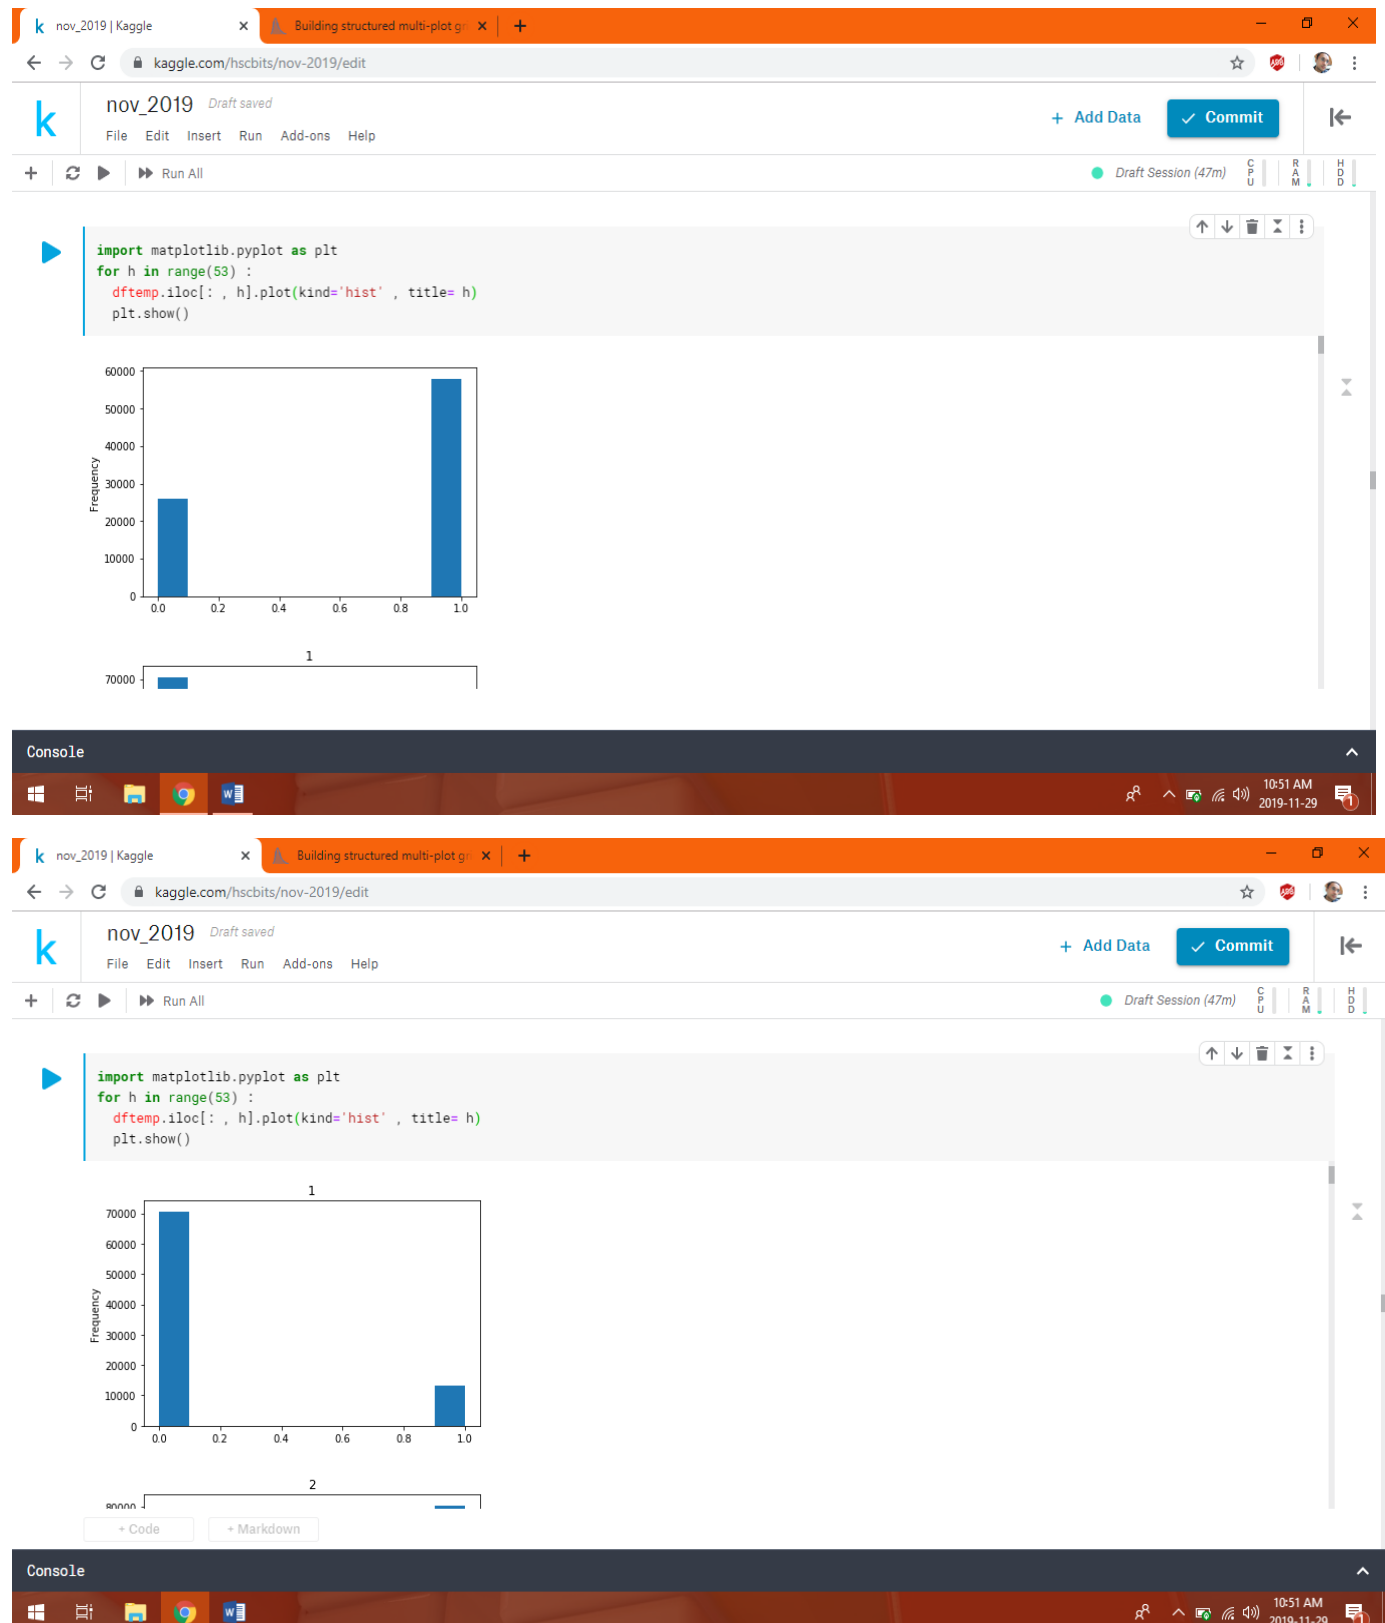 nov_2019 | Kaggle
Building structured multi-plot gr
kaggle.com/hscbits/nov-2019/edit
nov_2019 Draft saved
+ Add Data
Commit
File Edit Insert Run Add-ons Help
Run All
Draft Session (47m)
CPU
RAM
HDD
import matplotlib.pyplot as plt
for h in range(53) :
dftemp.iloc[: , h].plot(kind='hist' , title= h)
plt.show()
60000
50000
40000
30000
20000
10000
0
Frequency
0.0 0.2 0.4 0.6 0.8 1.0
1
70000
Console
10:51 AM
2019-11-29
1
nov_2019 | Kaggle
Building structured multi-plot gri
kaggle.com/hscbits/nov-2019/edit
nov_2019 Draft saved
+ Add Data
Commit
File Edit Insert Run Add-ons Help
Run All
Draft Session (47m)
CPU
RAM
HDD
import matplotlib.pyplot as plt
for h in range(53) :
dftemp.iloc[: , h].plot(kind='hist' , title= h)
plt.show()
1
70000
60000
50000
40000
30000
20000
10000
0
Frequency
0.0 0.2 0.4 0.6 0.8 1.0
2
80000
+ Code
+ Markdown
Console
10:51 AM
2019-11-29
1